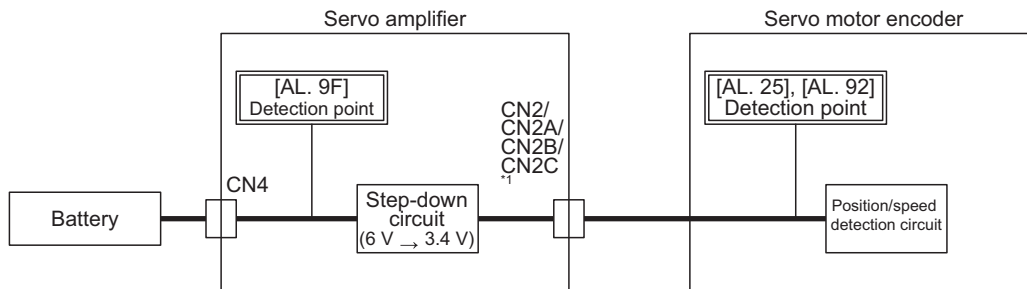 Servo amplifier
Servo motor encoder
[AL. 9F]
Detection point
[AL. 25], [AL. 92]
Detection point
CN2/
CN2A/
CN2B/
CN2C
*1
CN4
Battery
Step-down
circuit
(6 V → 3.4 V)
Position/speed
detection circuit